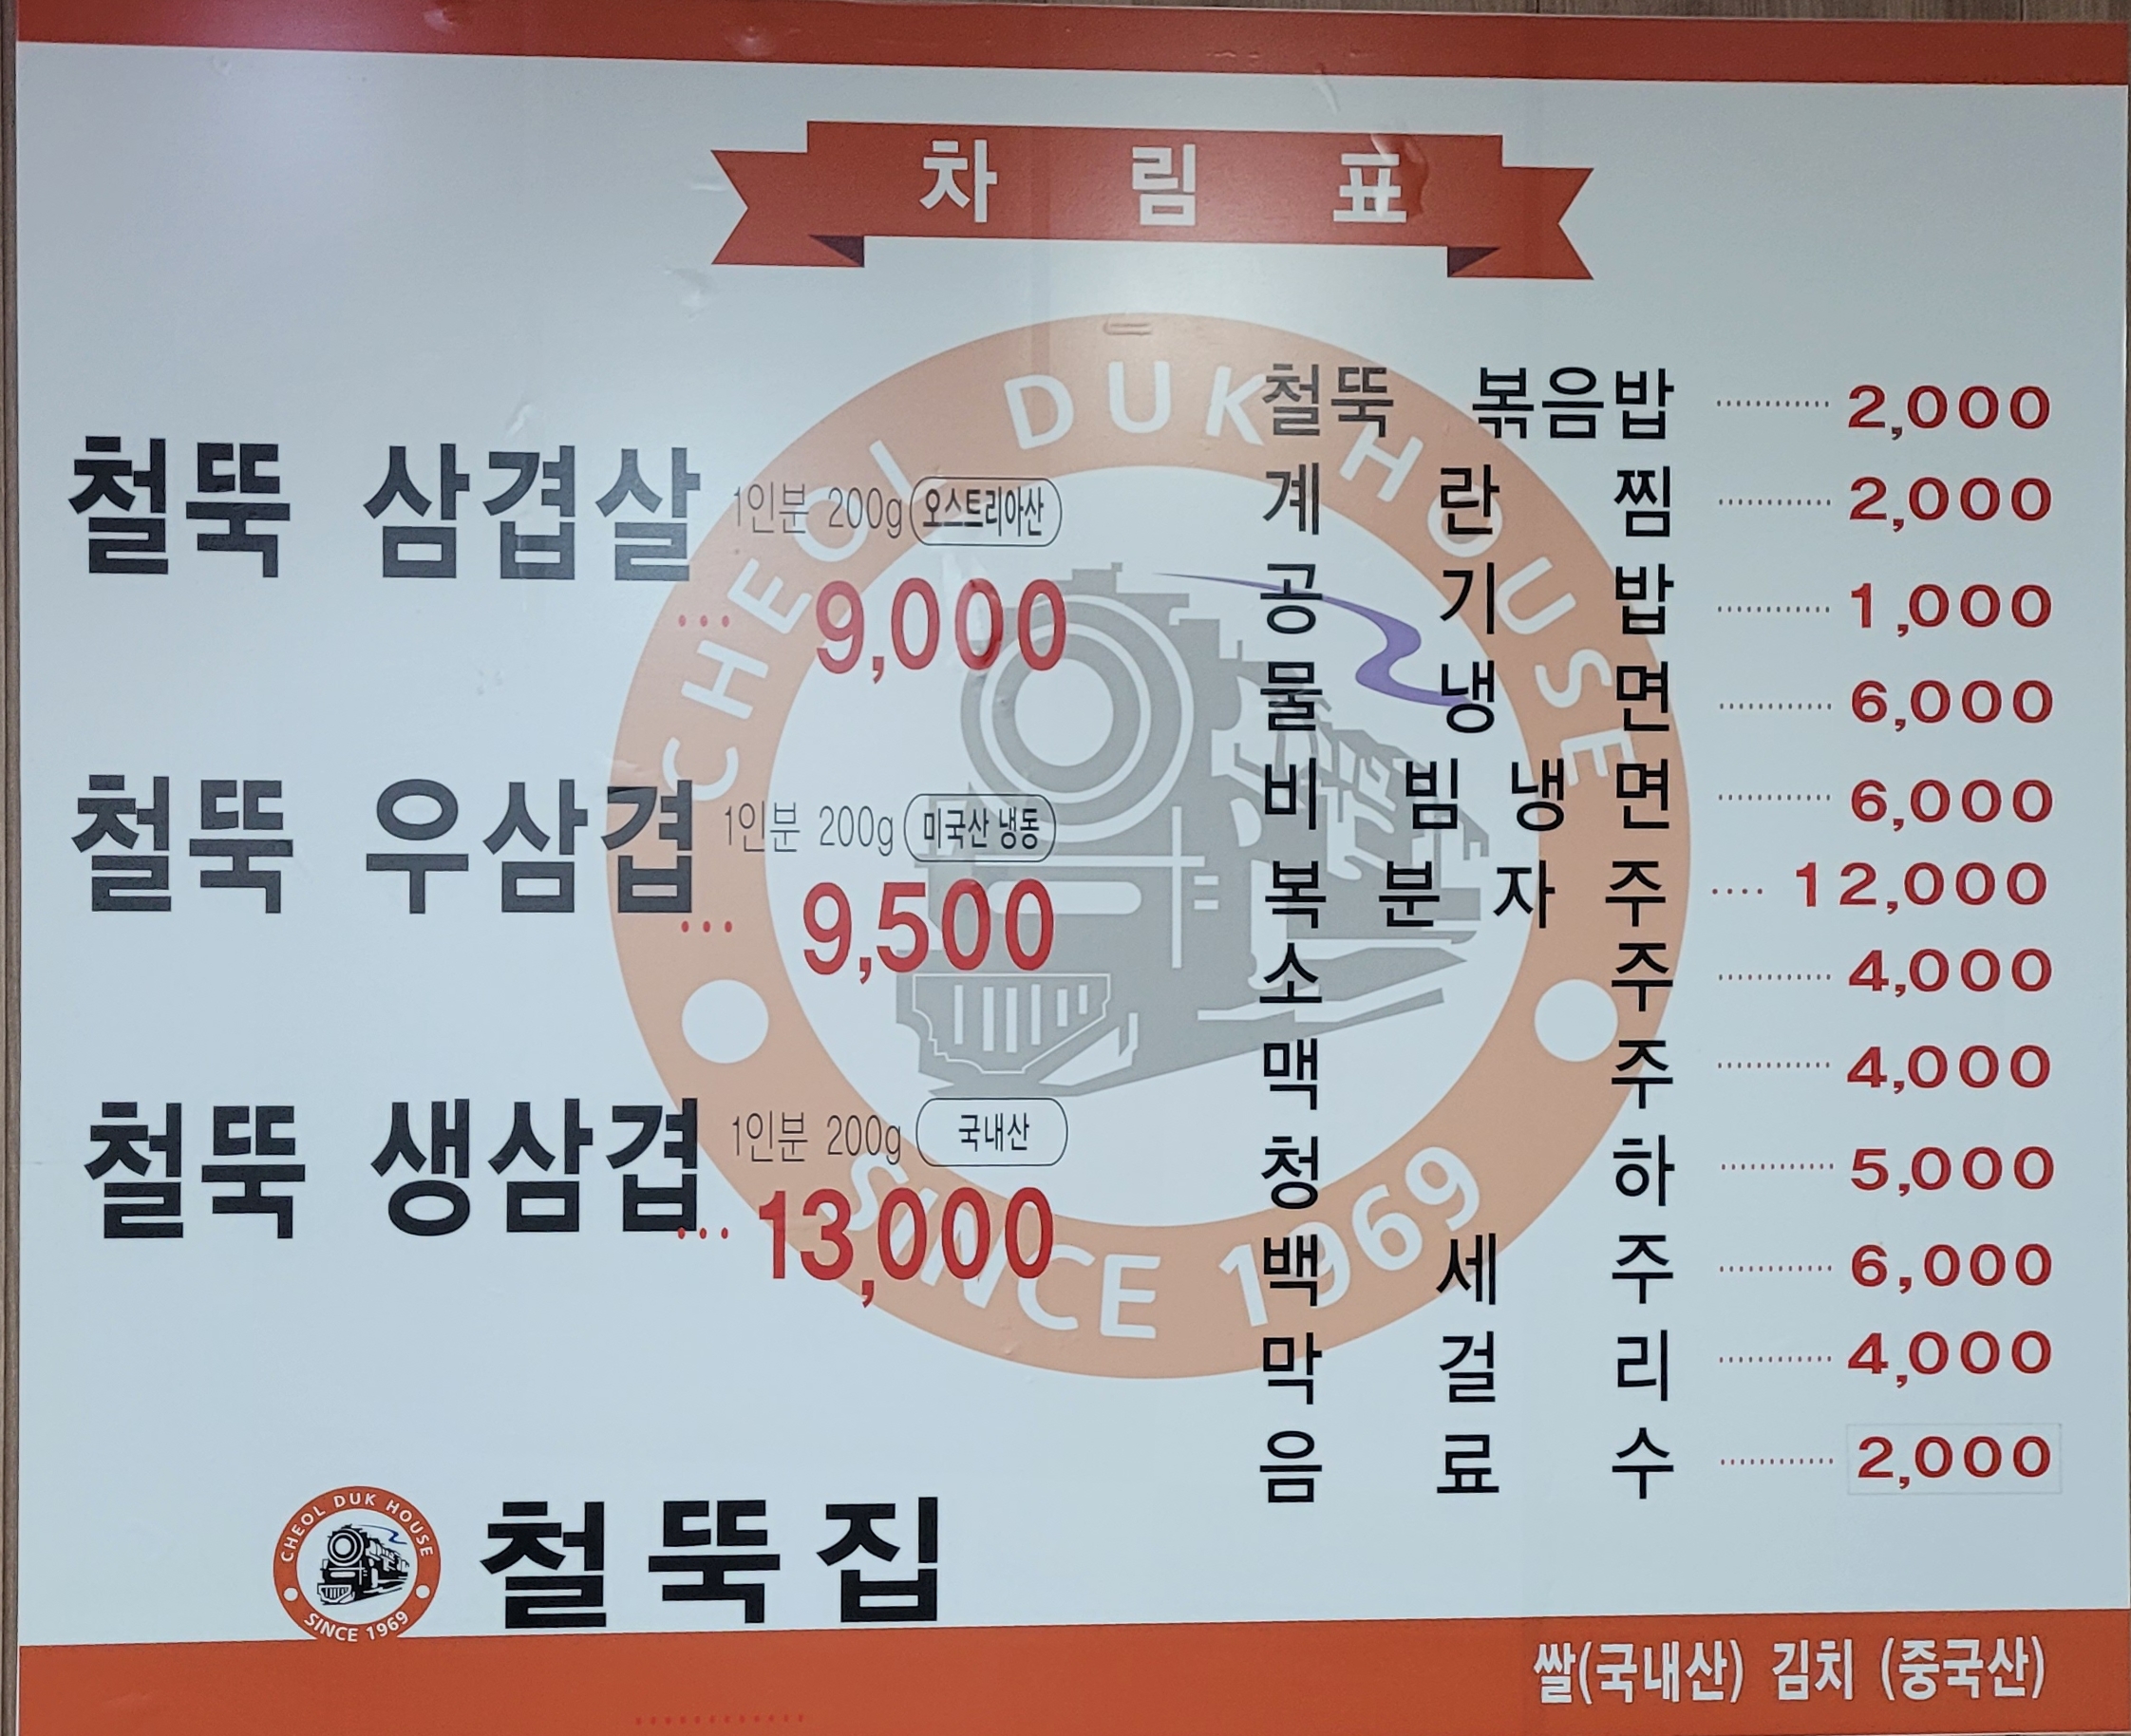 차림표
철뚝 삼겹살 1인분 200g 오스트리아산
... 9,000
철뚝 우삼겹 1인분 200g 미국산 냉동
... 9,500
철뚝 생삼겹 1인분 200g 국내산
... 13,000
철뚝 볶음밥 ............ 2,000
계란찜 ............ 2,000
공기밥 ............ 1,000
물냉면 ............ 6,000
비빔냉면 ............ 6,000
복분자주 .... 12,000
소주 ............ 4,000
맥주 ............ 4,000
청하 ............ 5,000
백세주 ............ 6,000
막걸리 ............ 4,000
음료수 ............ 2,000
CHEOL DUK HOUSE
SINCE 1969
CHEOL DUK HOUSE
SINCE 1969
철뚝집
쌀(국내산) 김치 (중국산)